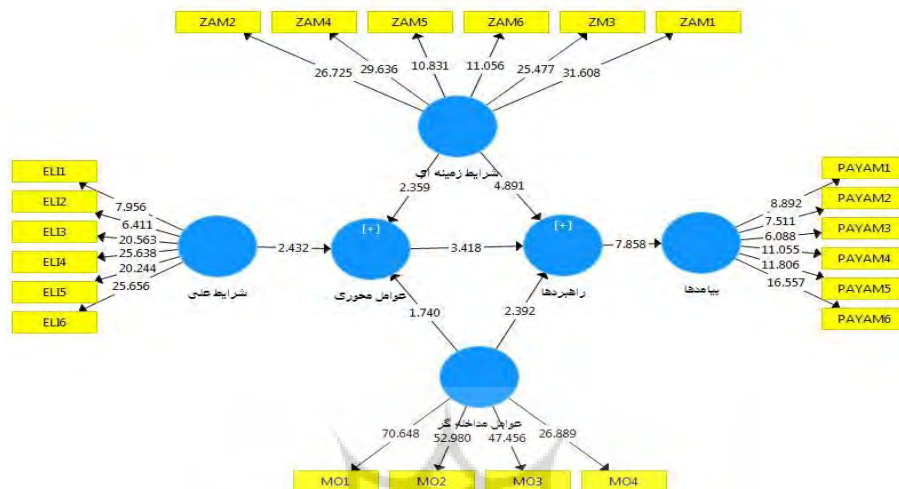 ZAM2 ZAM4 ZAM5 ZAM6 ZM3 ZAM1
26.725 29.636 10.831 11.056 25.477 31.608
شرایط زمینه ای
ELI1
ELI2
ELI3
ELI4
ELI5
ELI6
7.956
6.411
20.563
25.638
20.244
25.656
شرایط علی
2.359 4.891
2.432
[+]
عوامل محوری
3.418
[+]
راهبردها
7.858
پیامدها
8.892
7.511
6.088
11.055
11.806
16.557
PAYAM1
PAYAM2
PAYAM3
PAYAM4
PAYAM5
PAYAM6
1.740 2.392
عوامل مداخله گر
70.648 52.980 47.456 26.889
MO1 MO2 MO3 MO4